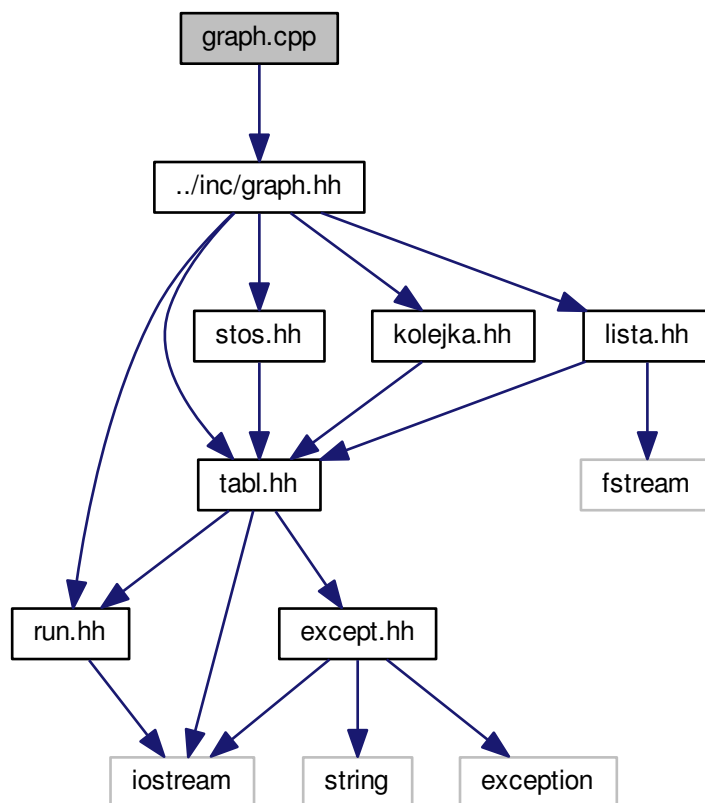 graph.cpp
../inc/graph.hh
stos.hh
kolejka.hh
lista.hh
tabl.hh
fstream
run.hh
except.hh
iostream
string
exception